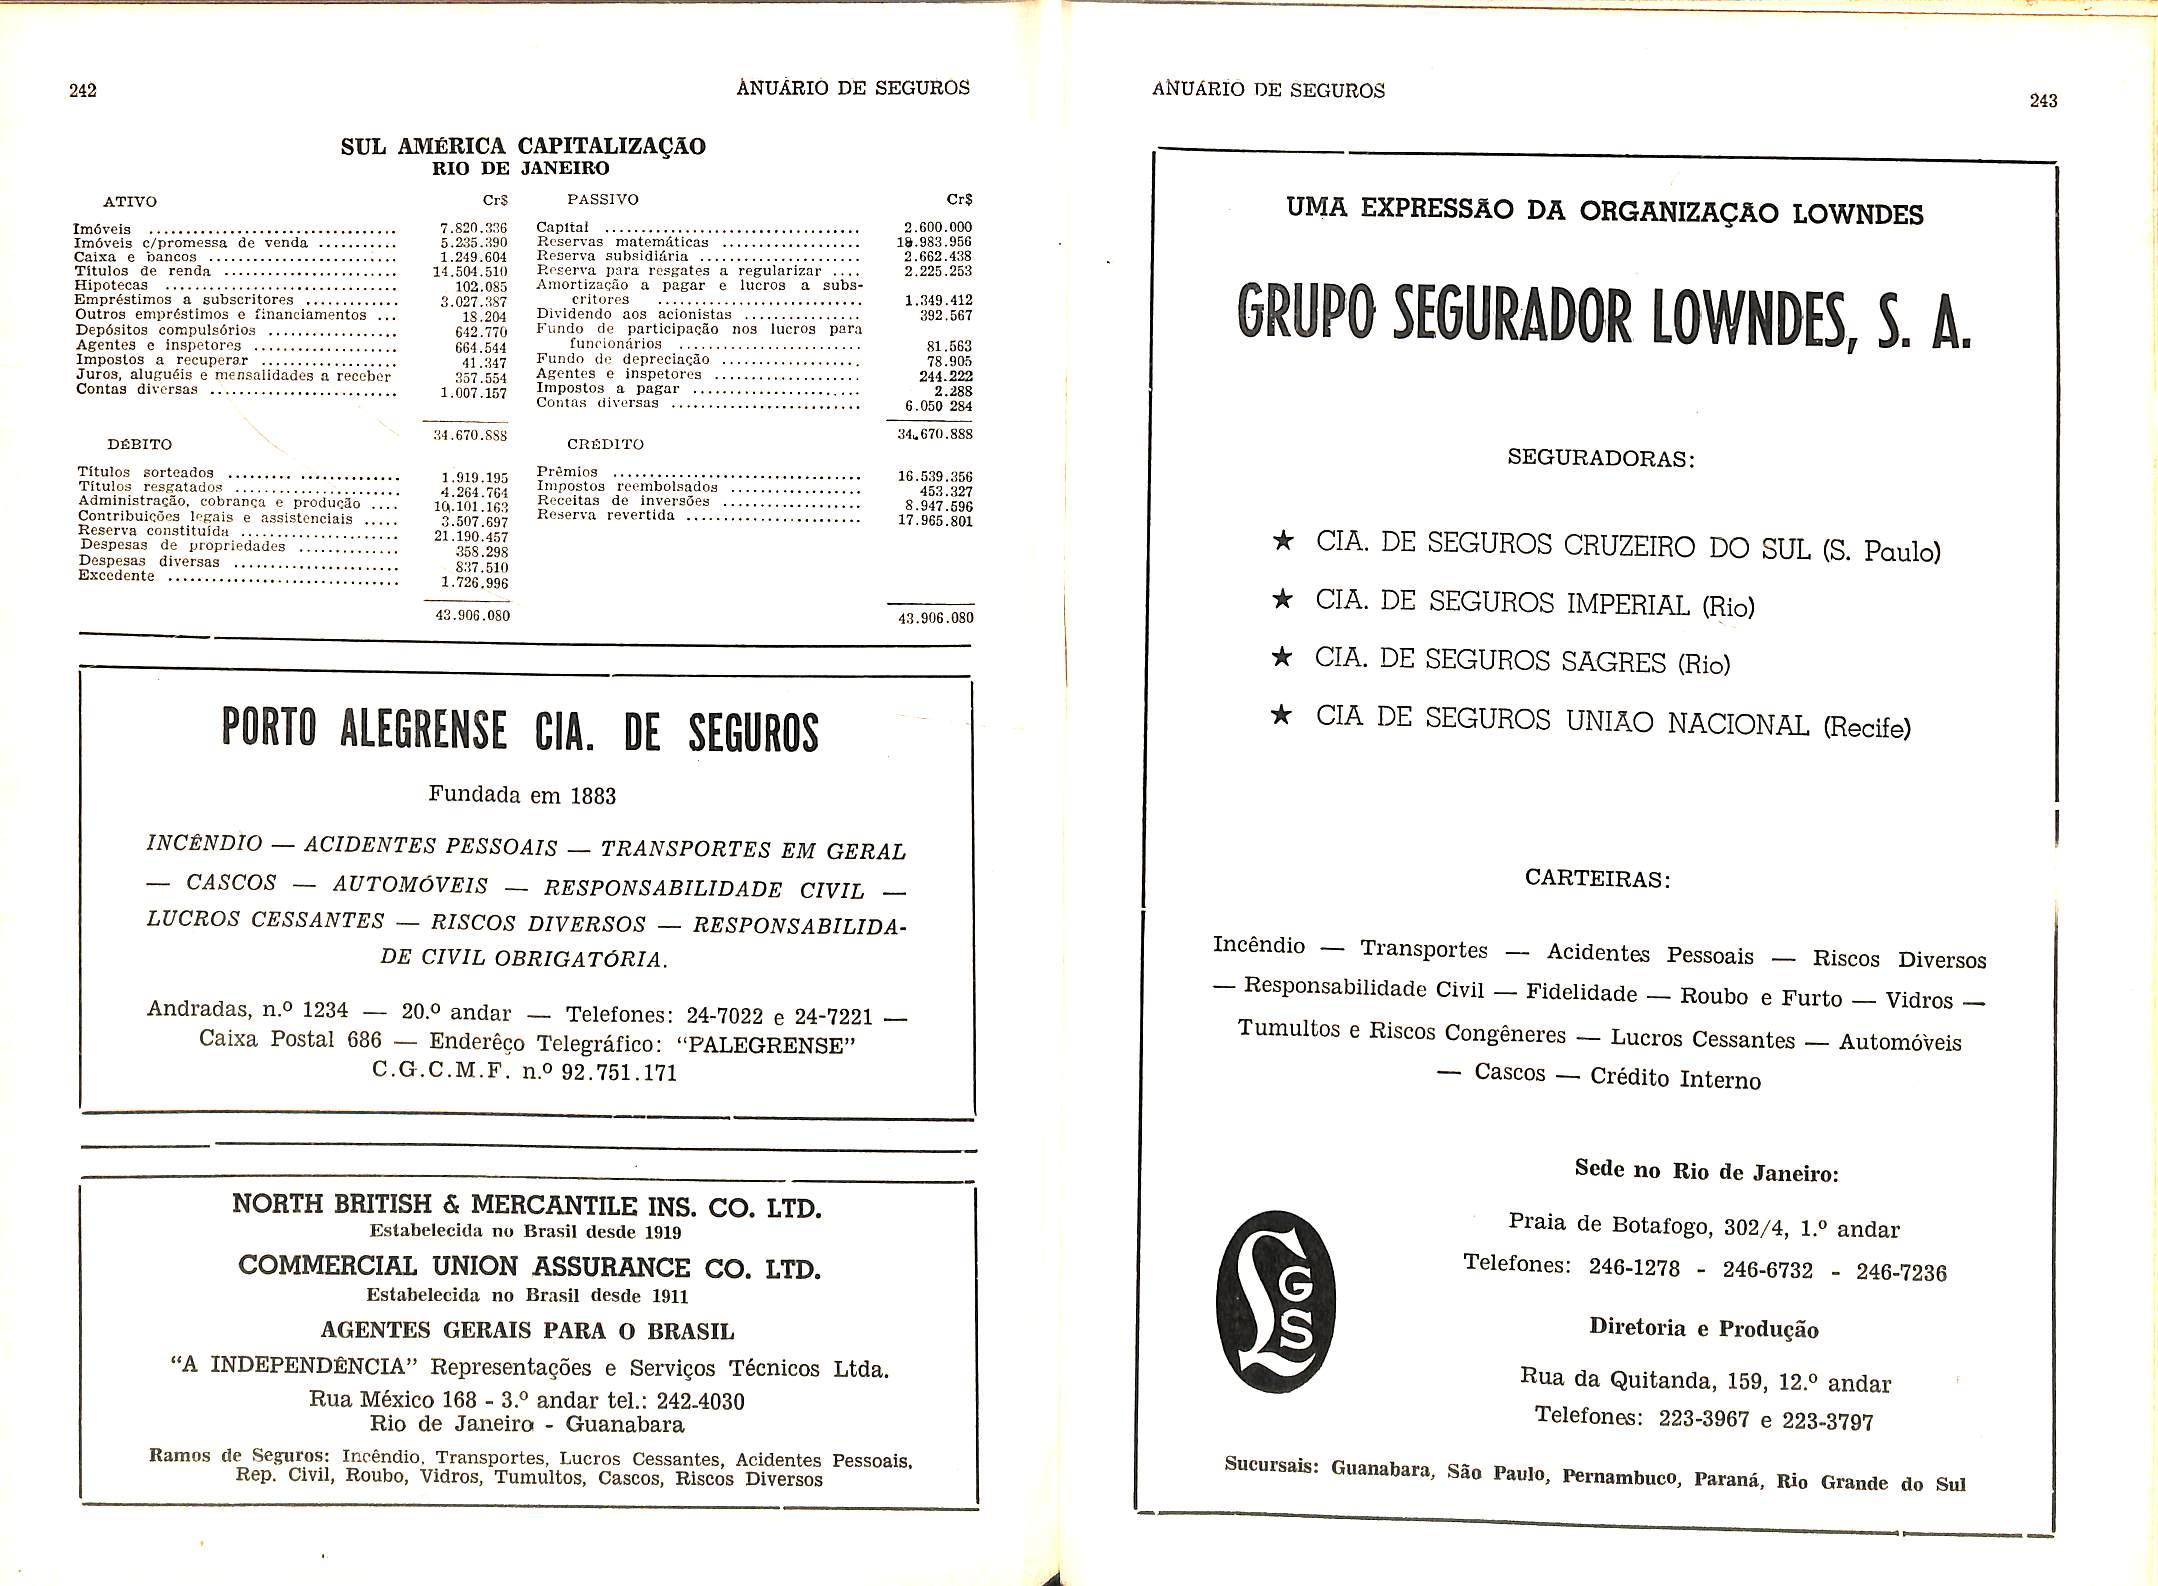 242
ANUÁRIO DE SEGUROS
SUL AMÉRICA CAPITALIZAÇÃO
RIO DE JANEIRO
ATIVO Cr$
Imóveis ................................. 7.820.336
Imóveis c/promessa de venda ........... 5.235.390
Caixa e bancos ......................... 1.249.604
Títulos de renda ....................... 14.504.510
Hipotecas ............................... 102.085
Empréstimos a subscritores ............. 3.027.387
Outros empréstimos e financiamentos ... 18.204
Depósitos compulsórios ................. 642.770
Agentes e inspetores ................... 664.544
Impostos a recuperar ................... 41.347
Juros, aluguéis e mensalidades a receber 357.554
Contas diversas ......................... 1.007.157
34.670.888
PASSIVO Cr$
Capital .................................. 2.600.000
Reservas matemáticas ................... 18.983.956
Reserva subsidiária ...................... 2.662.438
Reserva para resgates a regularizar .... 2.225.253
Amortização a pagar e lucros a subs-
critores ............................ 1.349.412
Dividendo aos acionistas ................ 392.567
Fundo de participação nos lucros para
funcionários ......................... 81.563
Fundo de depreciação ................... 78.905
Agentes e inspetores .................... 244.222
Impostos a pagar ....................... 2.288
Contas diversas .......................... 6.050 284
34.670.888
DÉBITO
Títulos sorteados ......... .............. 1.919.195
Títulos resgatados ....................... 4.264.764
Administração, cobrança e produção .... 10.101.163
Contribuições legais e assistenciais ..... 3.507.697
Reserva constituída ...................... 21.190.457
Despesas de propriedades .............. 358.298
Despesas diversas ....................... 837.510
Excedente ................................ 1.726.996
43.906.080
CRÉDITO
Prêmios .................................. 16.539.356
Impostos reembolsados .................. 453.327
Receitas de inversões ................... 8.947.596
Reserva revertida ........................ 17.965.801
43.906.080
PORTO ALEGRENSE CIA. DE SEGUROS
Fundada em 1883
INCÊNDIO — ACIDENTES PESSOAIS — TRANSPORTES EM GERAL
— CASCOS — AUTOMÓVEIS — RESPONSABILIDADE CIVIL —
LUCROS CESSANTES — RISCOS DIVERSOS — RESPONSABILIDA-
DE CIVIL OBRIGATÓRIA.
Andradas, n.º 1234 — 20.º andar — Telefones: 24-7022 e 24-7221 —
Caixa Postal 686 — Enderêço Telegráfico: "PALEGRENSE"
C.G.C.M.F. n.º 92.751.171
NORTH BRITISH & MERCANTILE INS. CO. LTD.
Estabelecida no Brasil desde 1919
COMMERCIAL UNION ASSURANCE CO. LTD.
Estabelecida no Brasil desde 1911
AGENTES GERAIS PARA O BRASIL
"A INDEPENDÊNCIA" Representações e Serviços Técnicos Ltda.
Rua México 168 - 3.º andar tel.: 242-4030
Rio de Janeiro - Guanabara
Ramos de Seguros: Incêndio, Transportes, Lucros Cessantes, Acidentes Pessoais,
Rep. Civil, Roubo, Vidros, Tumultos, Cascos, Riscos Diversos
ANUÁRIO DE SEGUROS
243
UMA EXPRESSÃO DA ORGANIZAÇÃO LOWNDES
GRUPO SEGURADOR LOWNDES, S. A.
SEGURADORAS:
★ CIA. DE SEGUROS CRUZEIRO DO SUL (S. Paulo)
★ CIA. DE SEGUROS IMPERIAL (Rio)
★ CIA. DE SEGUROS SAGRES (Rio)
★ CIA DE SEGUROS UNIAO NACIONAL (Recife)
CARTEIRAS:
Incêndio — Transportes — Acidentes Pessoais — Riscos Diversos
— Responsabilidade Civil — Fidelidade — Roubo e Furto — Vidros —
Tumultos e Riscos Congêneres — Lucros Cessantes — Automóveis
— Cascos — Crédito Interno
Sede no Rio de Janeiro:
Praia de Botafogo, 302/4, 1.º andar
Telefones: 246-1278 - 246-6732 - 246-7236
LGS
Diretoria e Produção
Rua da Quitanda, 159, 12.º andar
Telefones: 223-3967 e 223-3797
Sucursais: Guanabara, São Paulo, Pernambuco, Paraná, Rio Grande do Sul